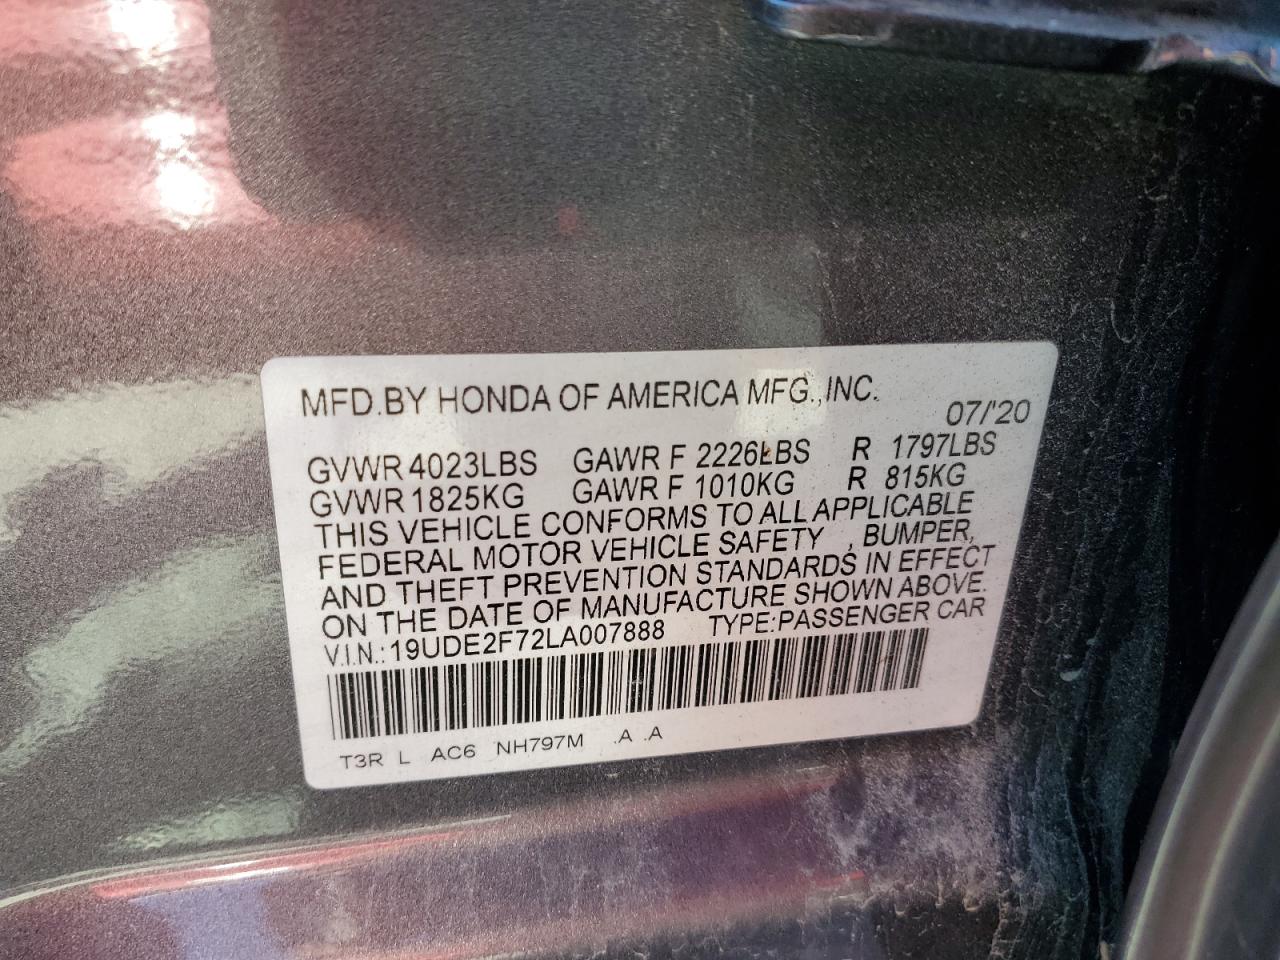 MFD.BY HONDA OF AMERICA MFG.,INC.
07/'20
GVWR 4023LBS GAWR F 2226LBS R 1797LBS
GVWR 1825KG GAWR F 1010KG R 815KG
THIS VEHICLE CONFORMS TO ALL APPLICABLE
FEDERAL MOTOR VEHICLE SAFETY , BUMPER,
AND THEFT PREVENTION STANDARDS IN EFFECT
ON THE DATE OF MANUFACTURE SHOWN ABOVE.
V.I.N.:19UDE2F72LA007888 TYPE:PASSENGER CAR
T3R L AC6 NH797M .A .A